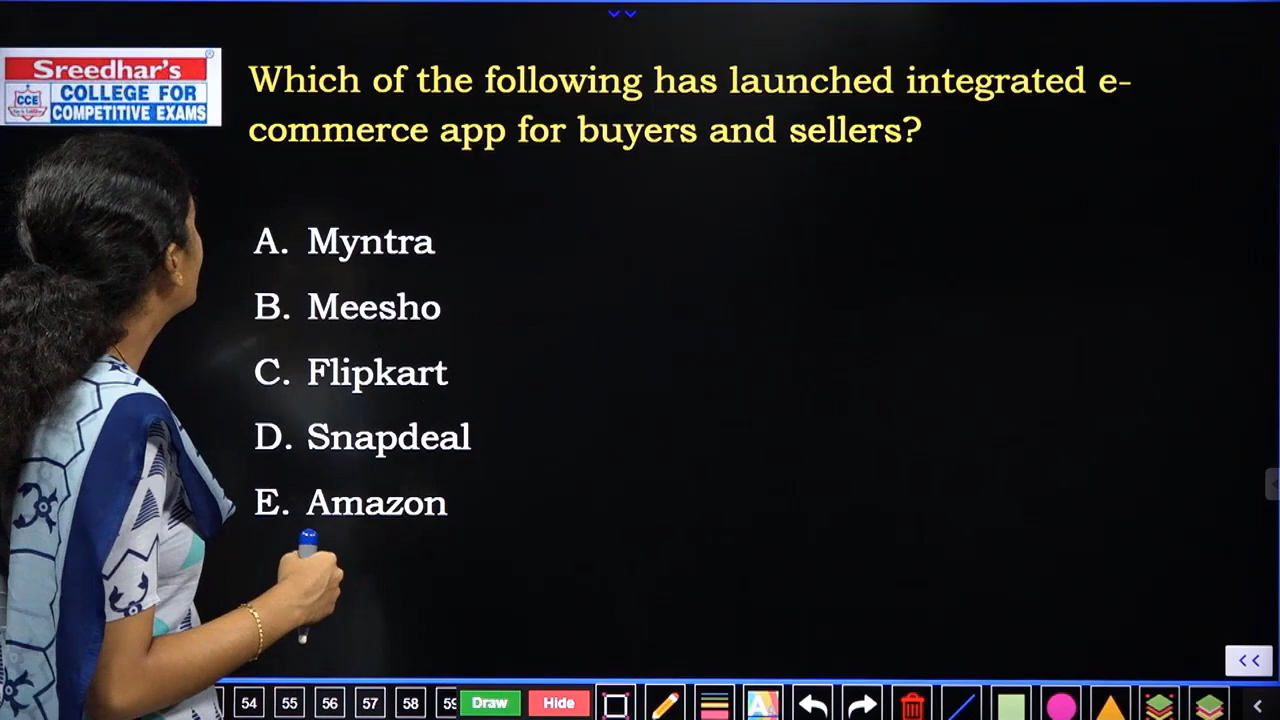 Sreedhar's
CCE
COLLEGE FOR
COMPETITIVE EXAMS
Which of the following has launched integrated e-
commerce app for buyers and sellers?
A. Myntra
B. Meesho
C. Flipkart
D. Snapdeal
E. Amazon
54 55 56 57 58 59 Draw Hide